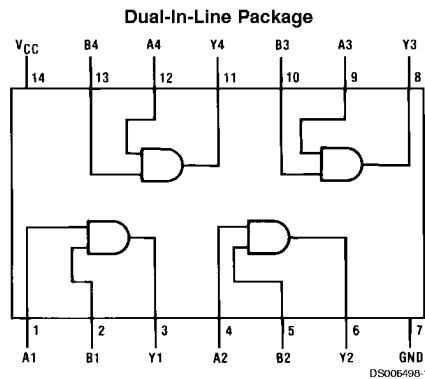 Dual-In-Line Package
VCC B4 A4 Y4 B3 A3 Y3
14 13 12 11 10 9 8
1 2 3 4 5 6 7
A1 B1 Y1 A2 B2 Y2 GND
DS006498-